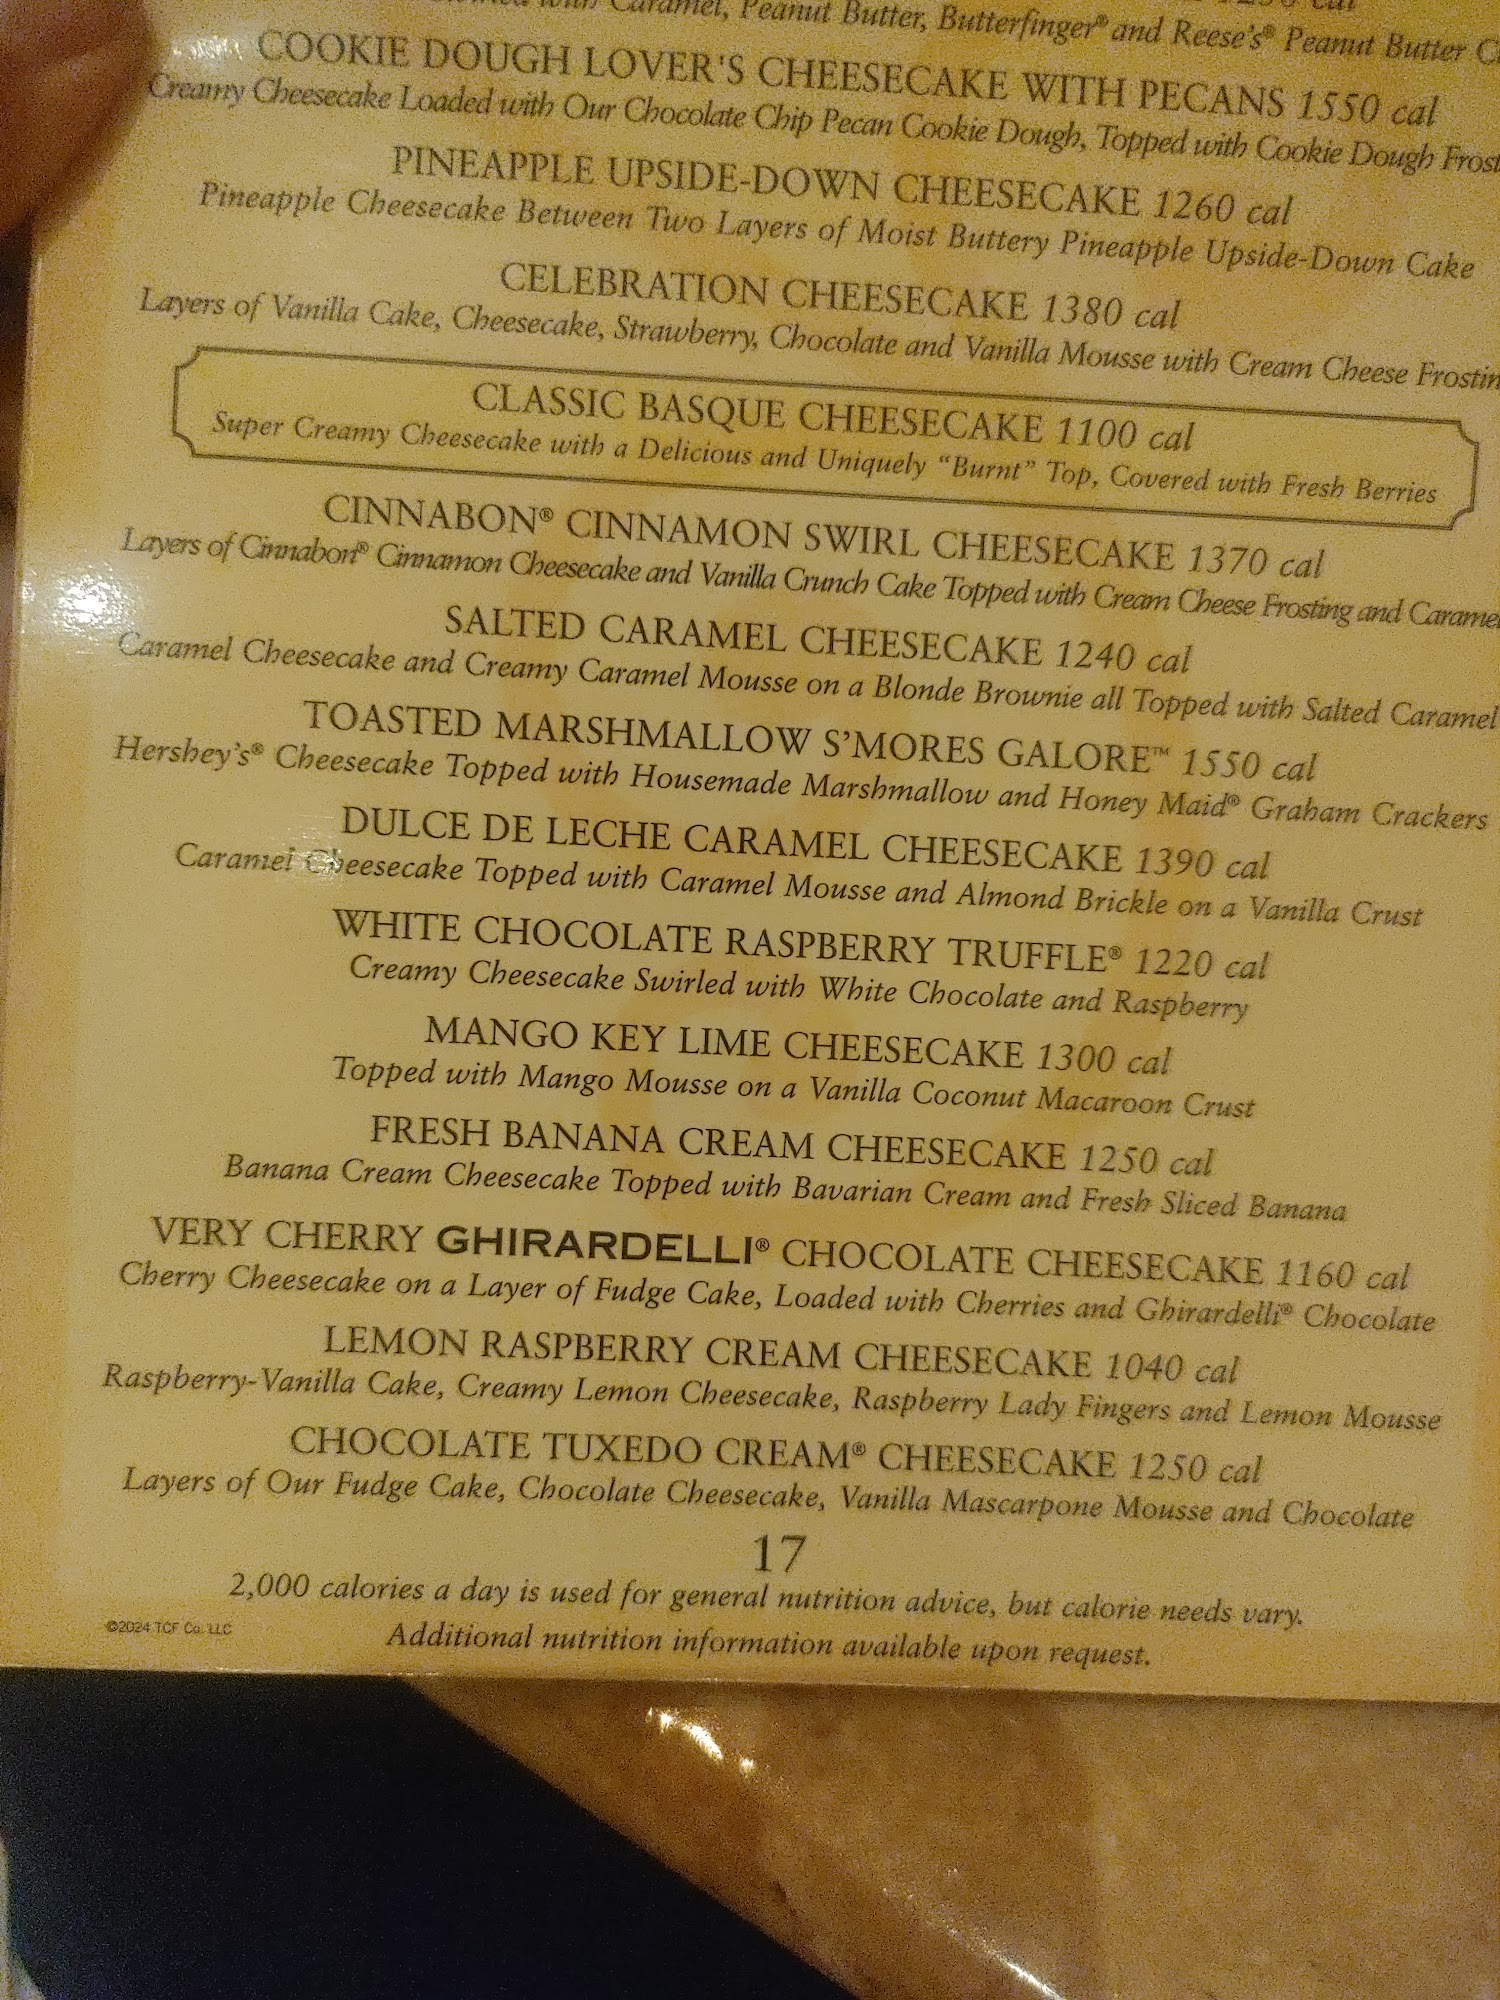 with Caramel, Peanut Butter, Butterfinger® and Reese's® Peanut Butter
COOKIE DOUGH LOVER'S CHEESECAKE WITH PECANS 1550 cal
Creamy Cheesecake Loaded with Our Chocolate Chip Pecan Cookie Dough, Topped with Cookie Dough Frost
PINEAPPLE UPSIDE-DOWN CHEESECAKE 1260 cal
Pineapple Cheesecake Between Two Layers of Moist Buttery Pineapple Upside-Down Cake
CELEBRATION CHEESECAKE 1380 cal
Layers of Vanilla Cake, Cheesecake, Strawberry, Chocolate and Vanilla Mousse with Cream Cheese Frostin
CLASSIC BASQUE CHEESECAKE 1100 cal
Super Creamy Cheesecake with a Delicious and Uniquely "Burnt" Top, Covered with Fresh Berries
CINNABON® CINNAMON SWIRL CHEESECAKE 1370 cal
Layers of Cinnabon® Cinnamon Cheesecake and Vanilla Crunch Cake Topped with Cream Cheese Frosting and Caramel
SALTED CARAMEL CHEESECAKE 1240 cal
Caramel Cheesecake and Creamy Caramel Mousse on a Blonde Brownie all Topped with Salted Caramel
TOASTED MARSHMALLOW S'MORES GALORE™ 1550 cal
Hershey's® Cheesecake Topped with Housemade Marshmallow and Honey Maid® Graham Crackers
DULCE DE LECHE CARAMEL CHEESECAKE 1390 cal
Caramel Cheesecake Topped with Caramel Mousse and Almond Brickle on a Vanilla Crust
WHITE CHOCOLATE RASPBERRY TRUFFLE® 1220 cal
Creamy Cheesecake Swirled with White Chocolate and Raspberry
MANGO KEY LIME CHEESECAKE 1300 cal
Topped with Mango Mousse on a Vanilla Coconut Macaroon Crust
FRESH BANANA CREAM CHEESECAKE 1250 cal
Banana Cream Cheesecake Topped with Bavarian Cream and Fresh Sliced Banana
VERY CHERRY GHIRARDELLI® CHOCOLATE CHEESECAKE 1160 cal
Cherry Cheesecake on a Layer of Fudge Cake, Loaded with Cherries and Ghirardelli® Chocolate
LEMON RASPBERRY CREAM CHEESECAKE 1040 cal
Raspberry-Vanilla Cake, Creamy Lemon Cheesecake, Raspberry Lady Fingers and Lemon Mousse
CHOCOLATE TUXEDO CREAM® CHEESECAKE 1250 cal
Layers of Our Fudge Cake, Chocolate Cheesecake, Vanilla Mascarpone Mousse and Chocolate
17
2,000 calories a day is used for general nutrition advice, but calorie needs vary.
Additional nutrition information available upon request.
©2024 TCF Co. LLC